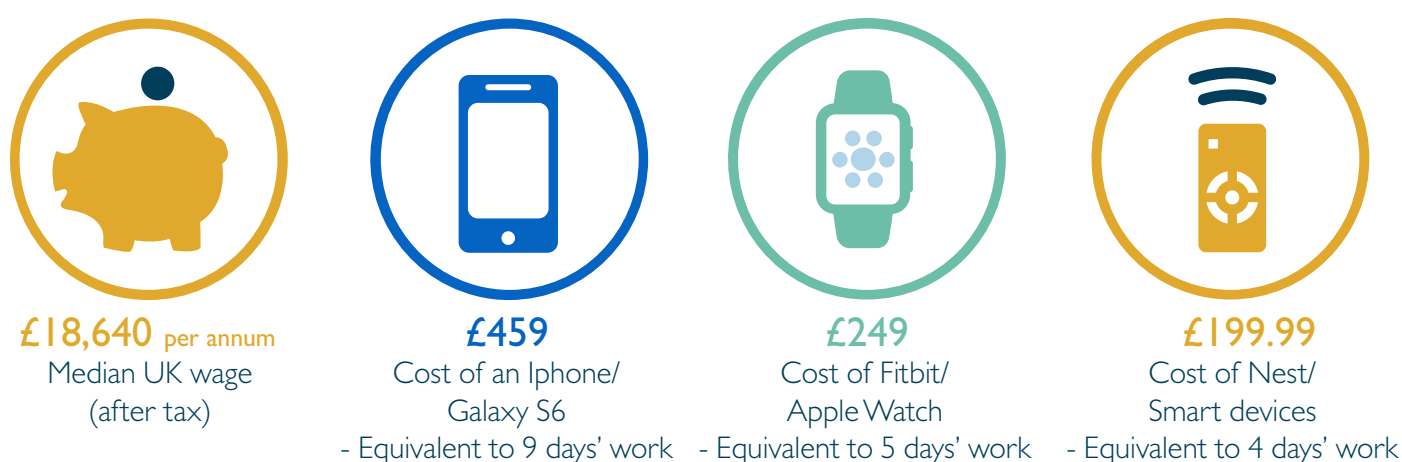 £18,640 per annum
Median UK wage
(after tax)
£459
Cost of an Iphone/
Galaxy S6
- Equivalent to 9 days’ work
£249
Cost of Fitbit/
Apple Watch
- Equivalent to 5 days’ work
£199.99
Cost of Nest/
Smart devices
- Equivalent to 4 days’ work